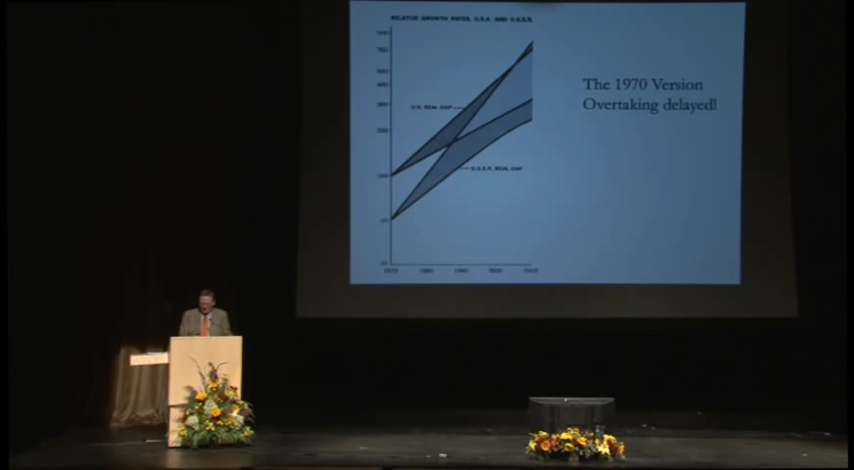 RELATIVE GROWTH RATES, U.S.A. AND U.S.S.R.
The 1970 Version
Overtaking delayed!
U.S. REAL GNP
U.S.S.R. REAL GNP